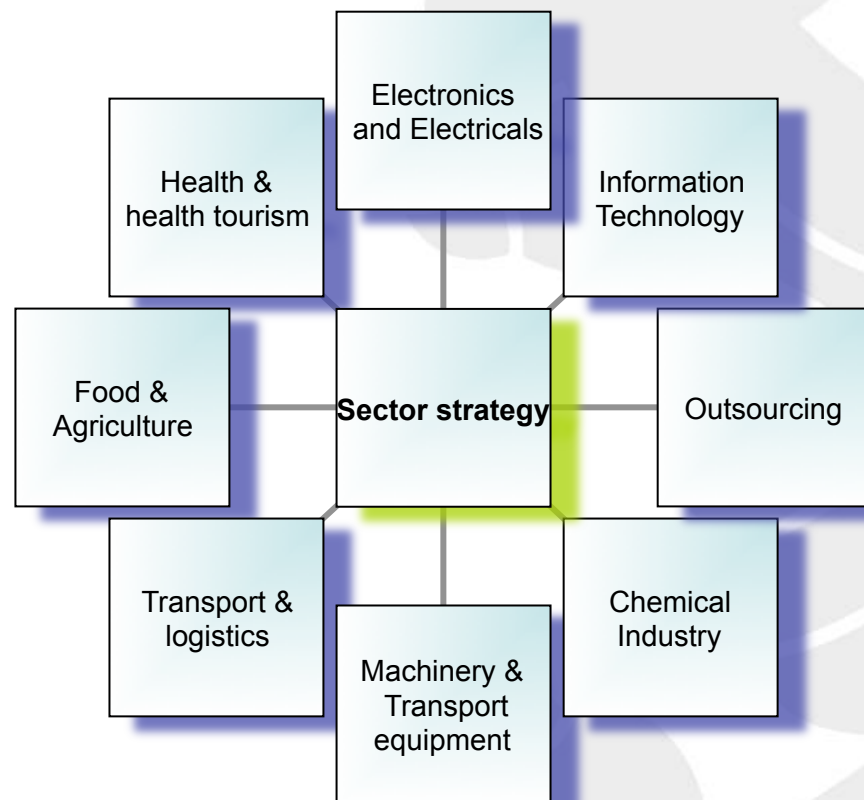 Electronics
and Electricals
Health &
health tourism
Information
Technology
Food &
Agriculture
Sector strategy
Outsourcing
Transport &
logistics
Chemical
Industry
Machinery &
Transport
equipment